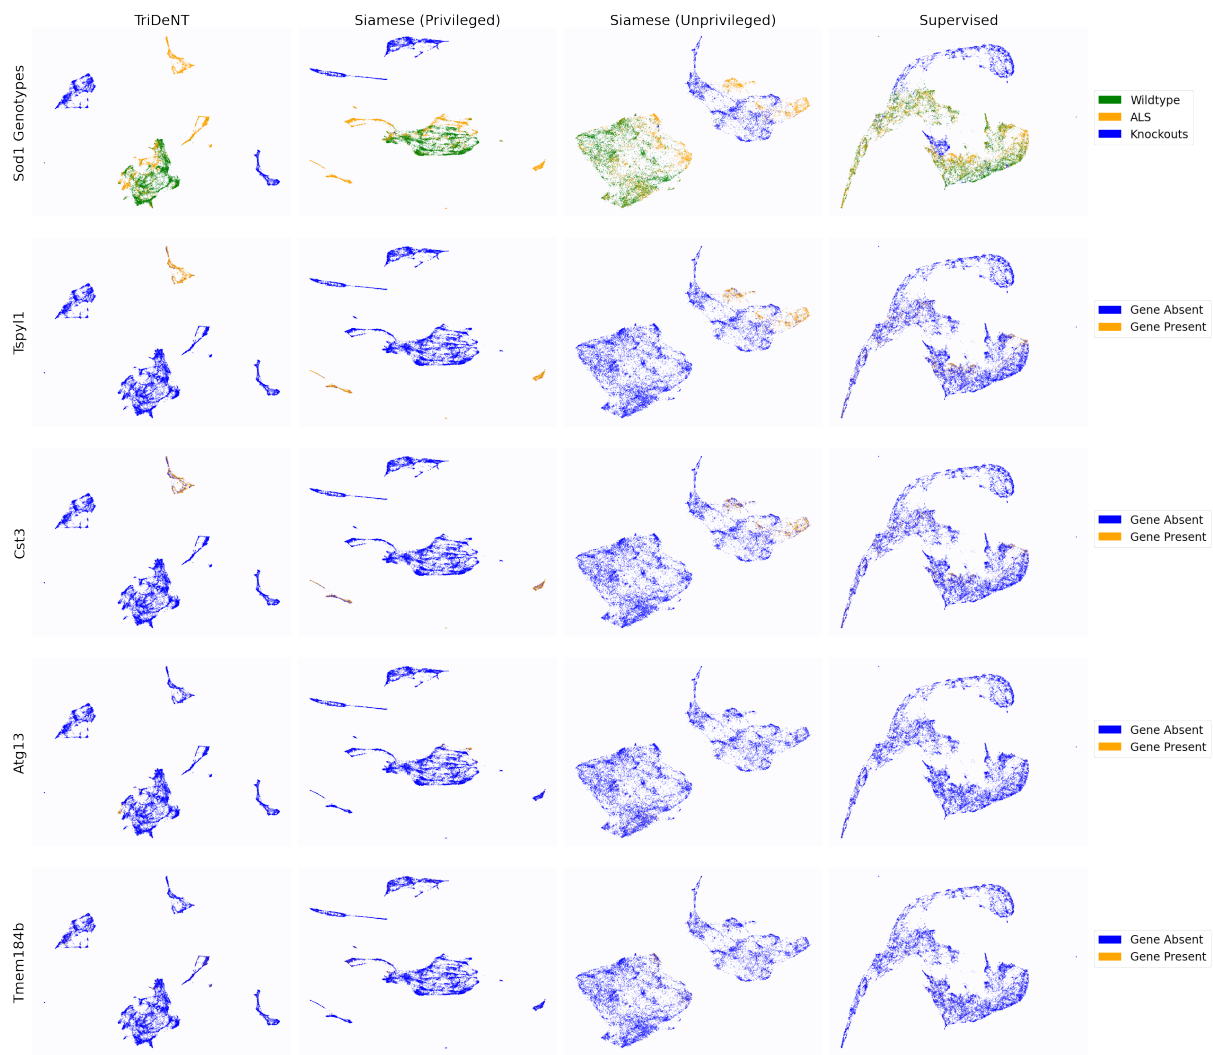 TriDeNT
Siamese (Privileged)
Siamese (Unprivileged)
Supervised
Sod1 Genotypes
Wildtype
ALS
Knockouts
Tspyl1
Gene Absent
Gene Present
Cst3
Gene Absent
Gene Present
Atg13
Gene Absent
Gene Present
Tmem184b
Gene Absent
Gene Present